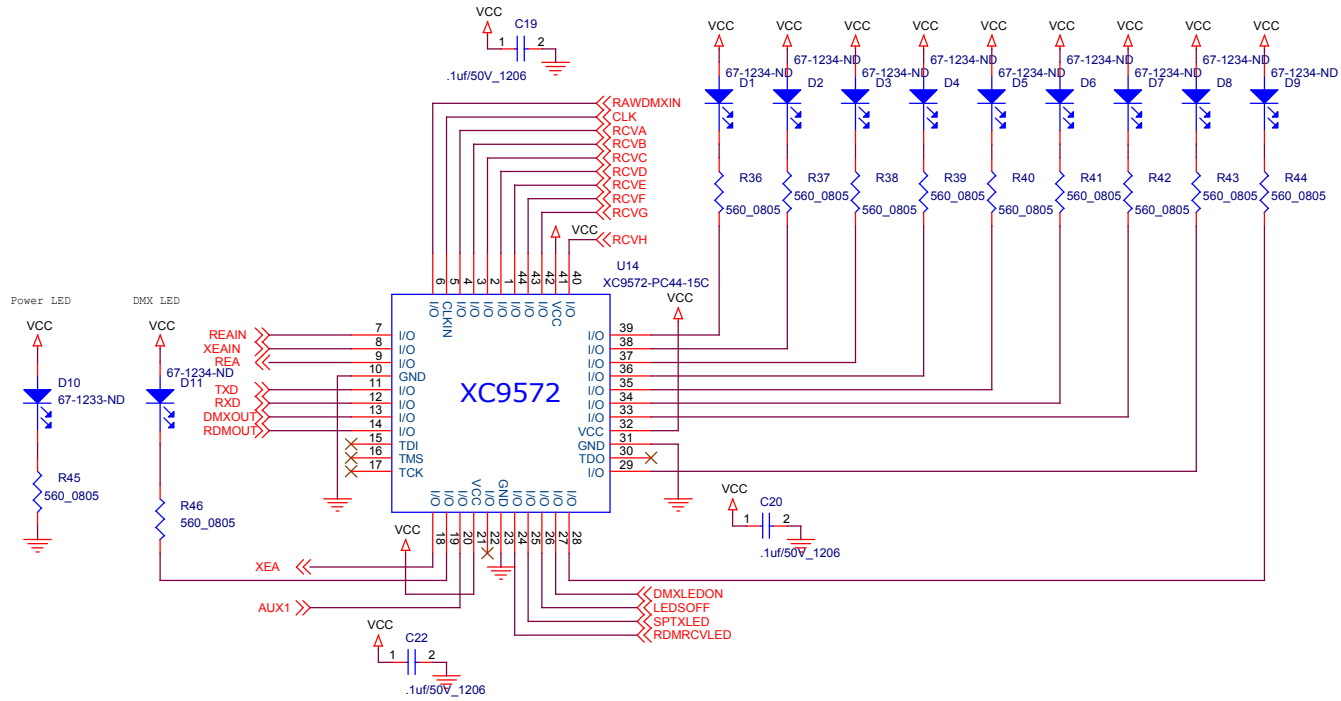 VCC
C19
1 2
.1uf/50V_1206
VCC VCC VCC VCC VCC VCC VCC VCC VCC
67-1234-ND 67-1234-ND 67-1234-ND 67-1234-ND 67-1234-ND 67-1234-ND 67-1234-ND 67-1234-ND 67-1234-ND
D1 D2 D3 D4 D5 D6 D7 D8 D9
R36 R37 R38 R39 R40 R41 R42 R43 R44
560_0805 560_0805 560_0805 560_0805 560_0805 560_0805 560_0805 560_0805 560_0805
RAWDMXIN
CLK
RCVA
RCVB
RCVC
RCVD
RCVE
RCVF
RCVG
VCC
RCVH
U14
XC9572-PC44-15C
VCC
6 5 4 3 2 1 44 43 42 41 40
I/O CLKIN I/O I/O I/O I/O I/O I/O I/O VCC I/O
Power LED
VCC
D10
67-1233-ND
R45
560_0805
DMX LED
VCC
67-1234-ND
D11
R46
560_0805
REAIN 7 I/O
XEAIN 8 I/O
REA 9 I/O
10 GND
TXD 11 I/O
RXD 12 I/O
DMXOUT 13 I/O
RDMOUT 14 I/O
15 TDI
16 TMS
17 TCK
XC9572
I/O 39
I/O 38
I/O 37
I/O 36
I/O 35
I/O 34
I/O 33
VCC 32
GND 31
TDO 30
I/O 29
I/O I/O I/O VCC I/O GND I/O I/O I/O I/O I/O
18 19 20 21 22 23 24 25 26 27 28
VCC
XEA
AUX1
VCC
C20
1 2
.1uf/50V_1206
DMXLEDON
LEDSOFF
SPTXLED
RDMRCVLED
VCC
C22
1 2
.1uf/50V_1206